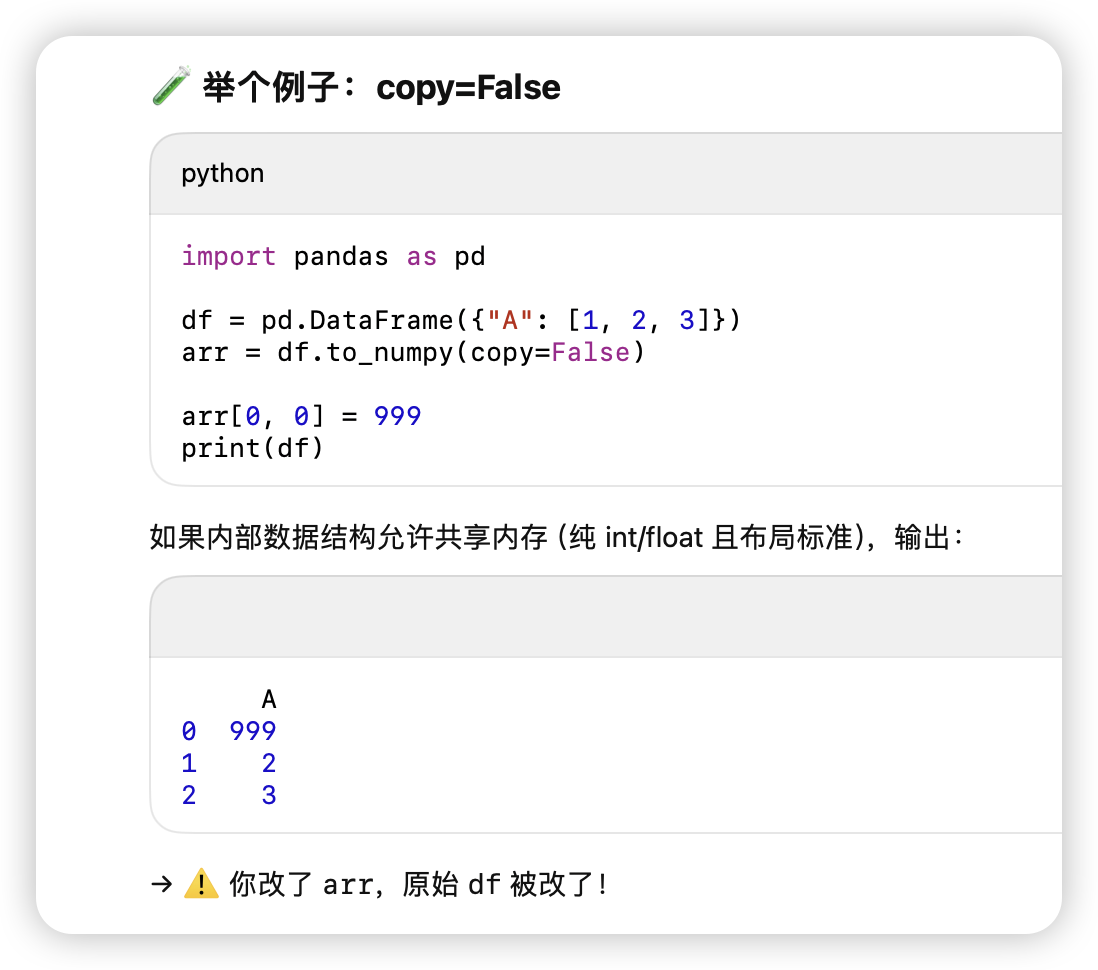 🧪 举个例子：copy=False
python
import pandas as pd
df = pd.DataFrame({"A": [1, 2, 3]})
arr = df.to_numpy(copy=False)
arr[0, 0] = 999
print(df)
如果内部数据结构允许共享内存（纯 int/float 且布局标准），输出：
     A
0  999
1    2
2    3
→ ⚠️ 你改了 arr，原始 df 被改了！